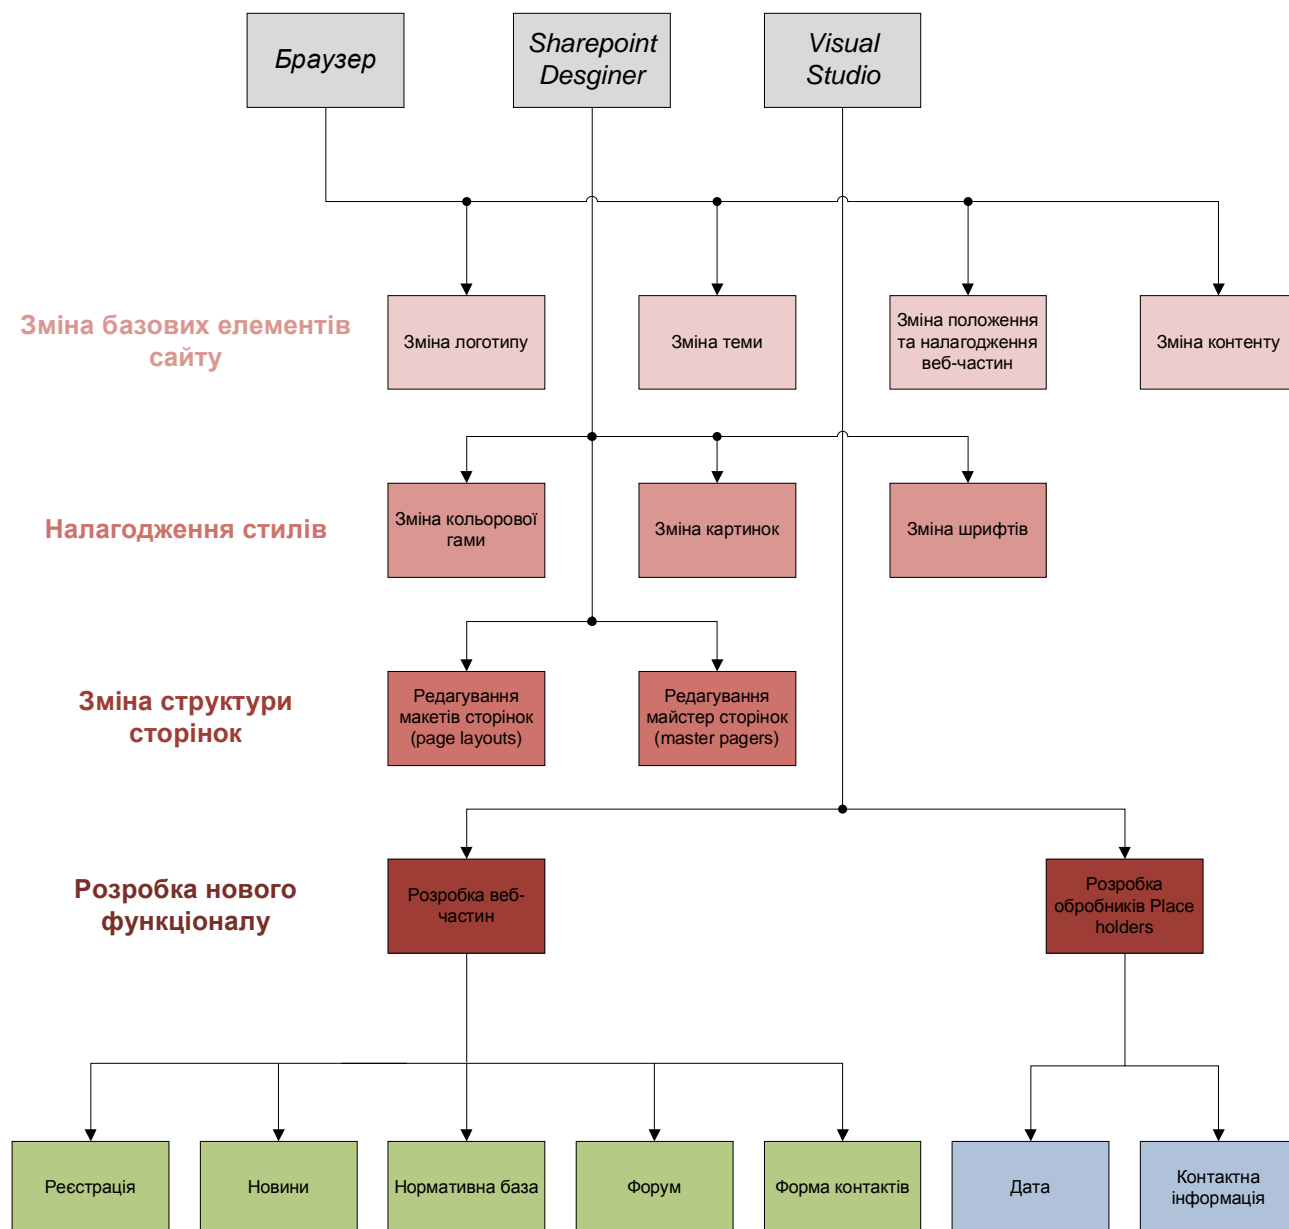 Браузер
Sharepoint
Desginer
Visual
Studio
Зміна базових елементів
сайту
Зміна логотипу
Зміна теми
Зміна положення
та налагодження
веб-частин
Зміна контенту
Налагодження стилів
Зміна кольорової
гами
Зміна картинок
Зміна шрифтів
Зміна структури
сторінок
Редагування
макетів сторінок
(page layouts)
Редагування
майстер сторінок
(master pagers)
Розробка нового
функціоналу
Розробка веб-
частин
Розробка
обробників Place
holders
Реєстрація
Новини
Нормативна база
Форум
Форма контактів
Дата
Контактна
інформація